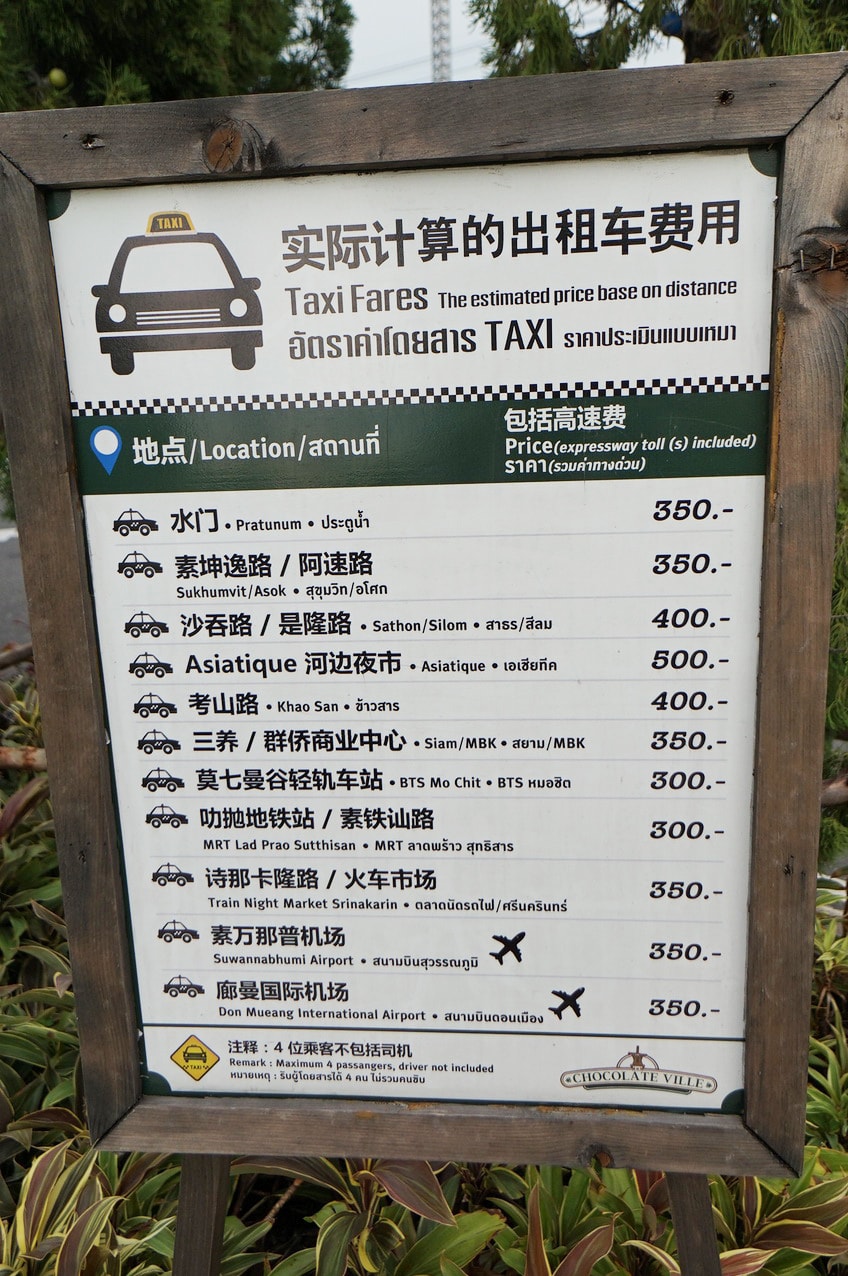 TAXI
实际计算的出租车费用
Taxi Fares The estimated price base on distance
อัตราค่าโดยสาร TAXI ราคาประเมินแบบเหมา
地点/Location/สถานที่
包括高速费
Price (expressway toll (s) included)
ราคา (รวมค่าทางด่วน)
水门 • Pratunum • ประตูน้ำ 350.-
素坤逸路 / 阿速路 350.-
Sukhumvit/Asok • สุขุมวิท/อโศก
沙吞路 / 是隆路 • Sathon/Silom • สาธร/สีลม 400.-
Asiatique 河边夜市 • Asiatique • เอเชียทีค 500.-
考山路 • Khao San • ข้าวสาร 400.-
三养 / 群侨商业中心 • Siam/MBK • สยาม/MBK 350.-
莫七曼谷轻轨车站 • BTS Mo Chit • BTS หมอชิต 300.-
叻抛地铁站 / 素铁汕路 300.-
MRT Lad Prao Sutthisan • MRT ลาดพร้าว สุทธิสาร
诗那卡隆路 / 火车市场 350.-
Train Night Market Srinakarin • ตลาดนัดรถไฟ/ศรีนครินทร์
素万那普机场 350.-
Suwannabhumi Airport • สนามบินสุวรรณภูมิ
廊曼国际机场 350.-
Don Mueang International Airport • สนามบินดอนเมือง
注释 : 4 位乘客不包括司机
Remark : Maximum 4 passangers, driver not included
หมายเหตุ : รับผู้โดยสารได้ 4 คน ไม่รวมคนขับ
TAXI
CHOCOLATE VILLE